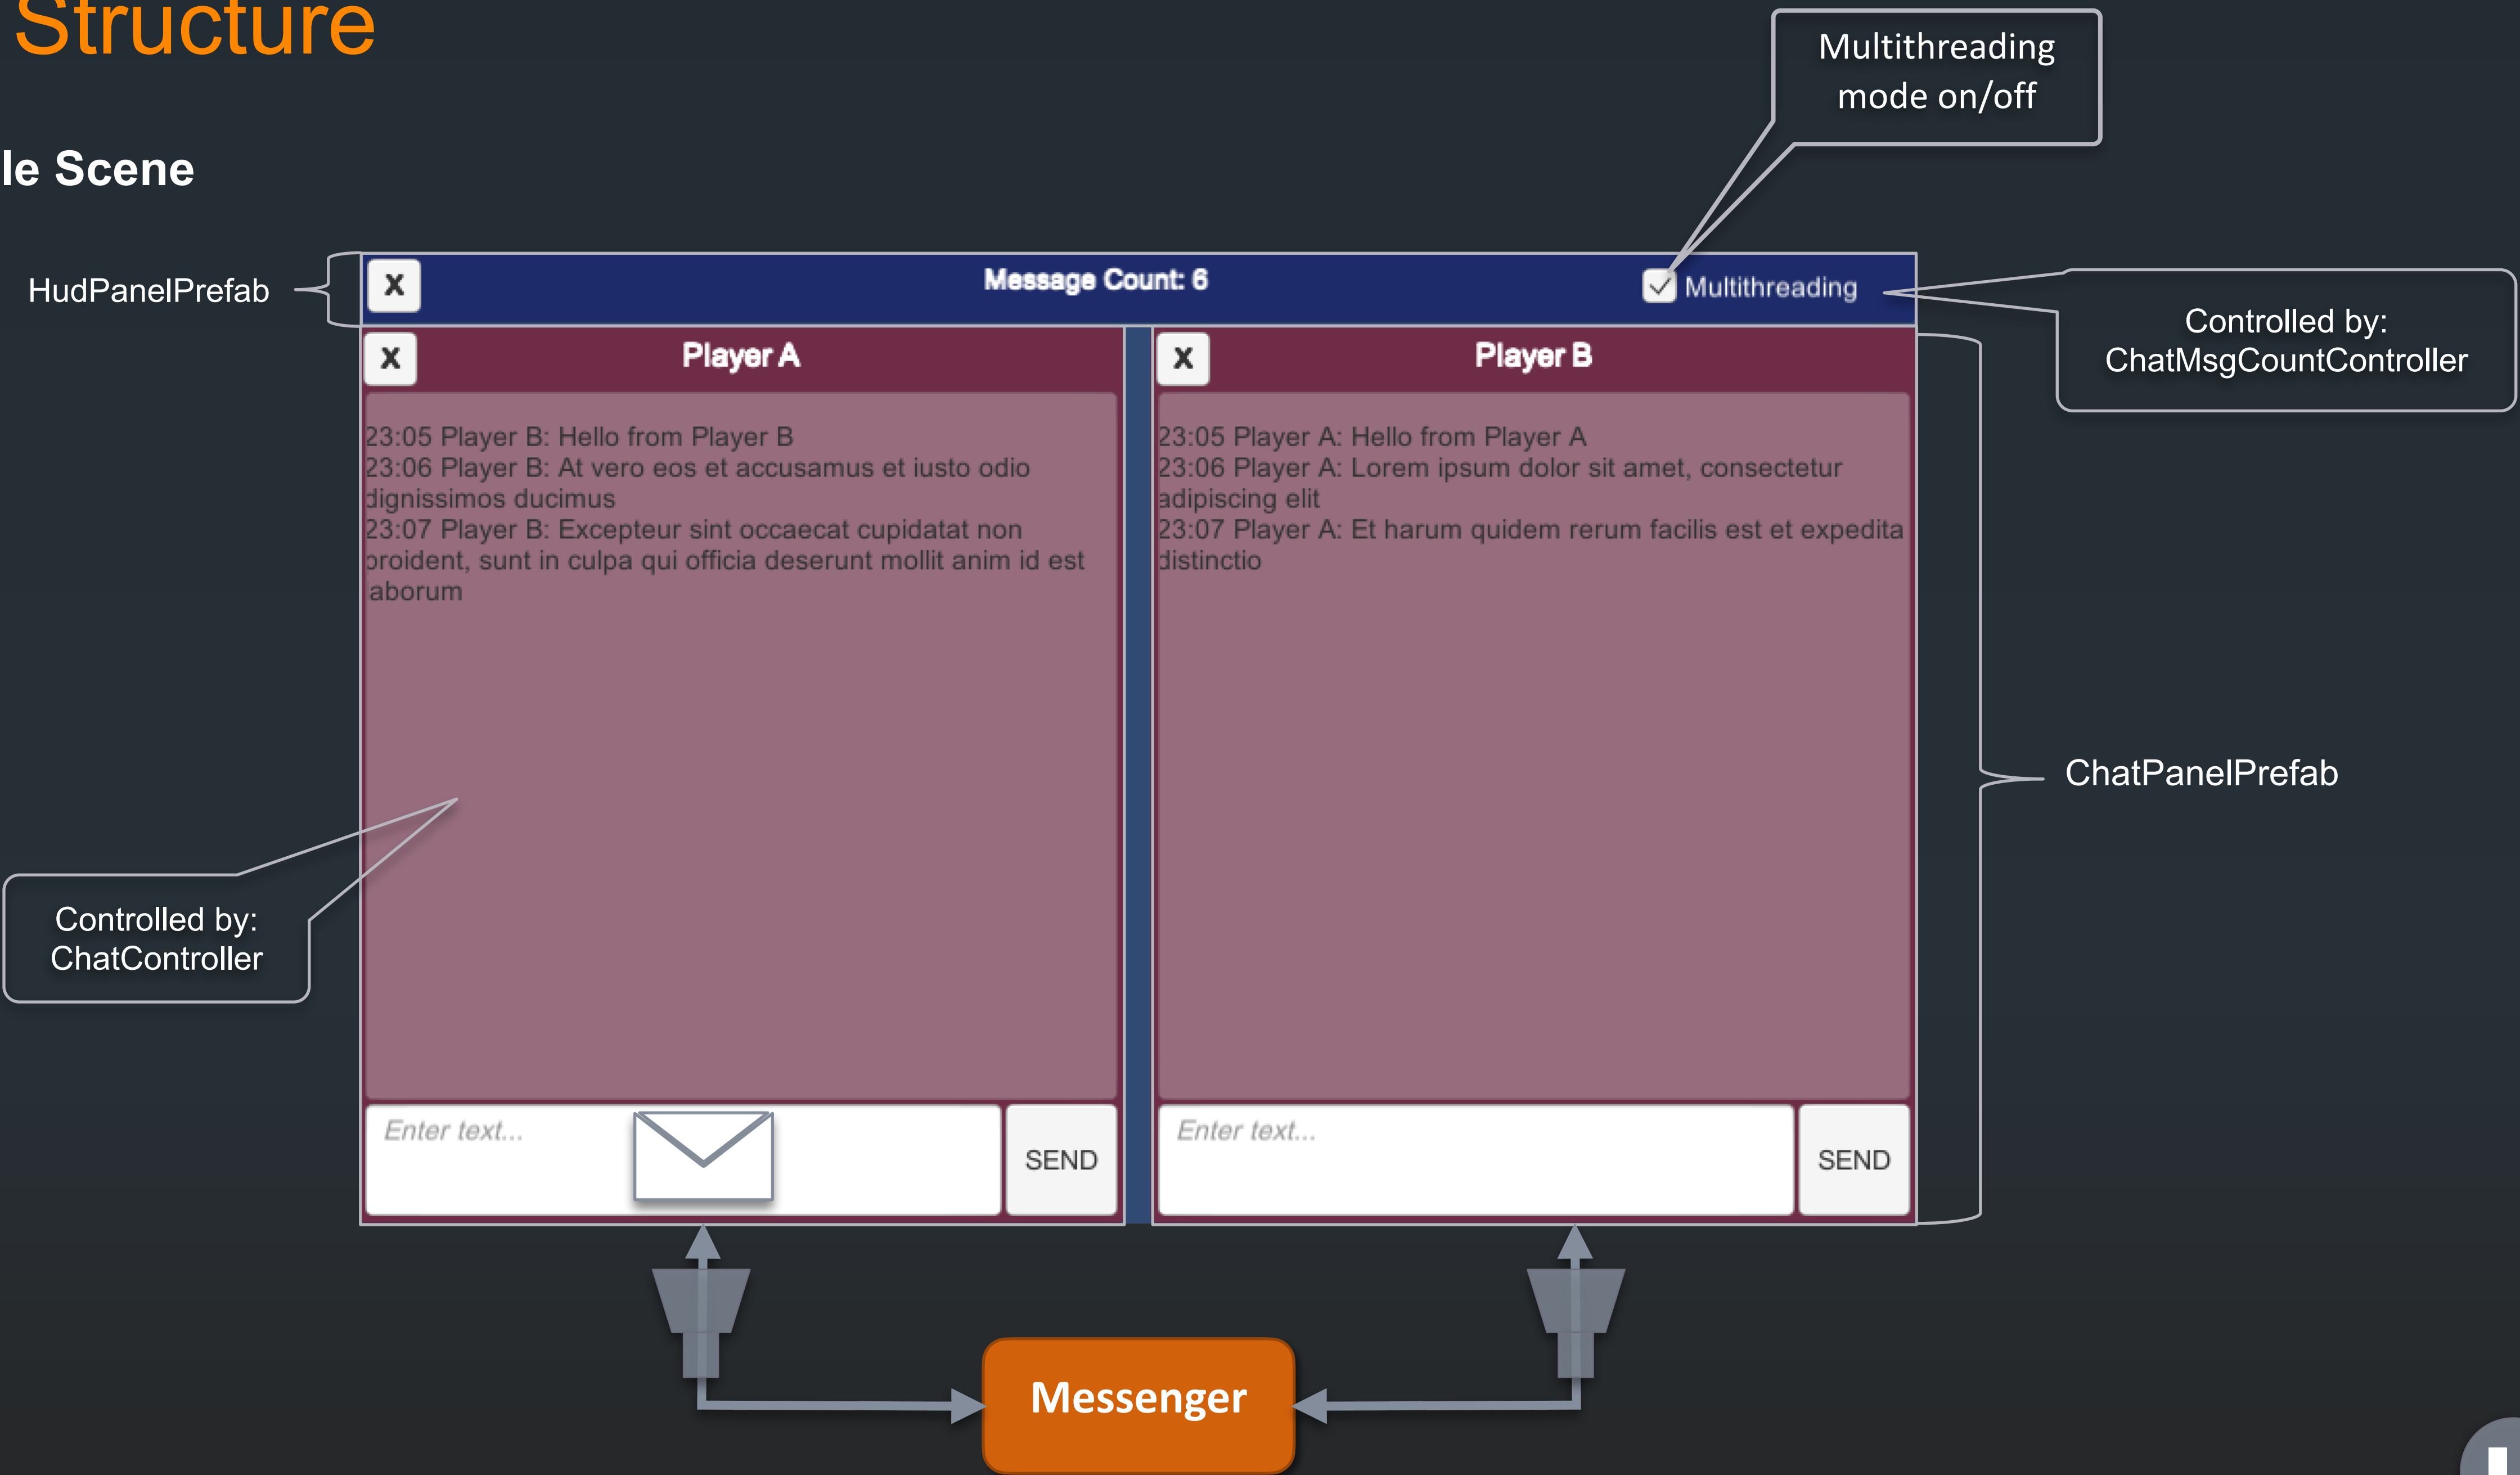 Structure
le Scene
Multithreading
mode on/off
HudPanelPrefab
X
Message Count: 6
Multithreading
Controlled by:
ChatMsgCountController
X
Player A
23:05 Player B: Hello from Player B
23:06 Player B: At vero eos et accusamus et iusto odio
dignissimos ducimus
23:07 Player B: Excepteur sint occaecat cupidatat non
proident, sunt in culpa qui officia deserunt mollit anim id est
laborum
Enter text...
SEND
X
Player B
23:05 Player A: Hello from Player A
23:06 Player A: Lorem ipsum dolor sit amet, consectetur
adipiscing elit
23:07 Player A: Et harum quidem rerum facilis est et expedita
distinctio
Enter text...
SEND
ChatPanelPrefab
Controlled by:
ChatController
Messenger